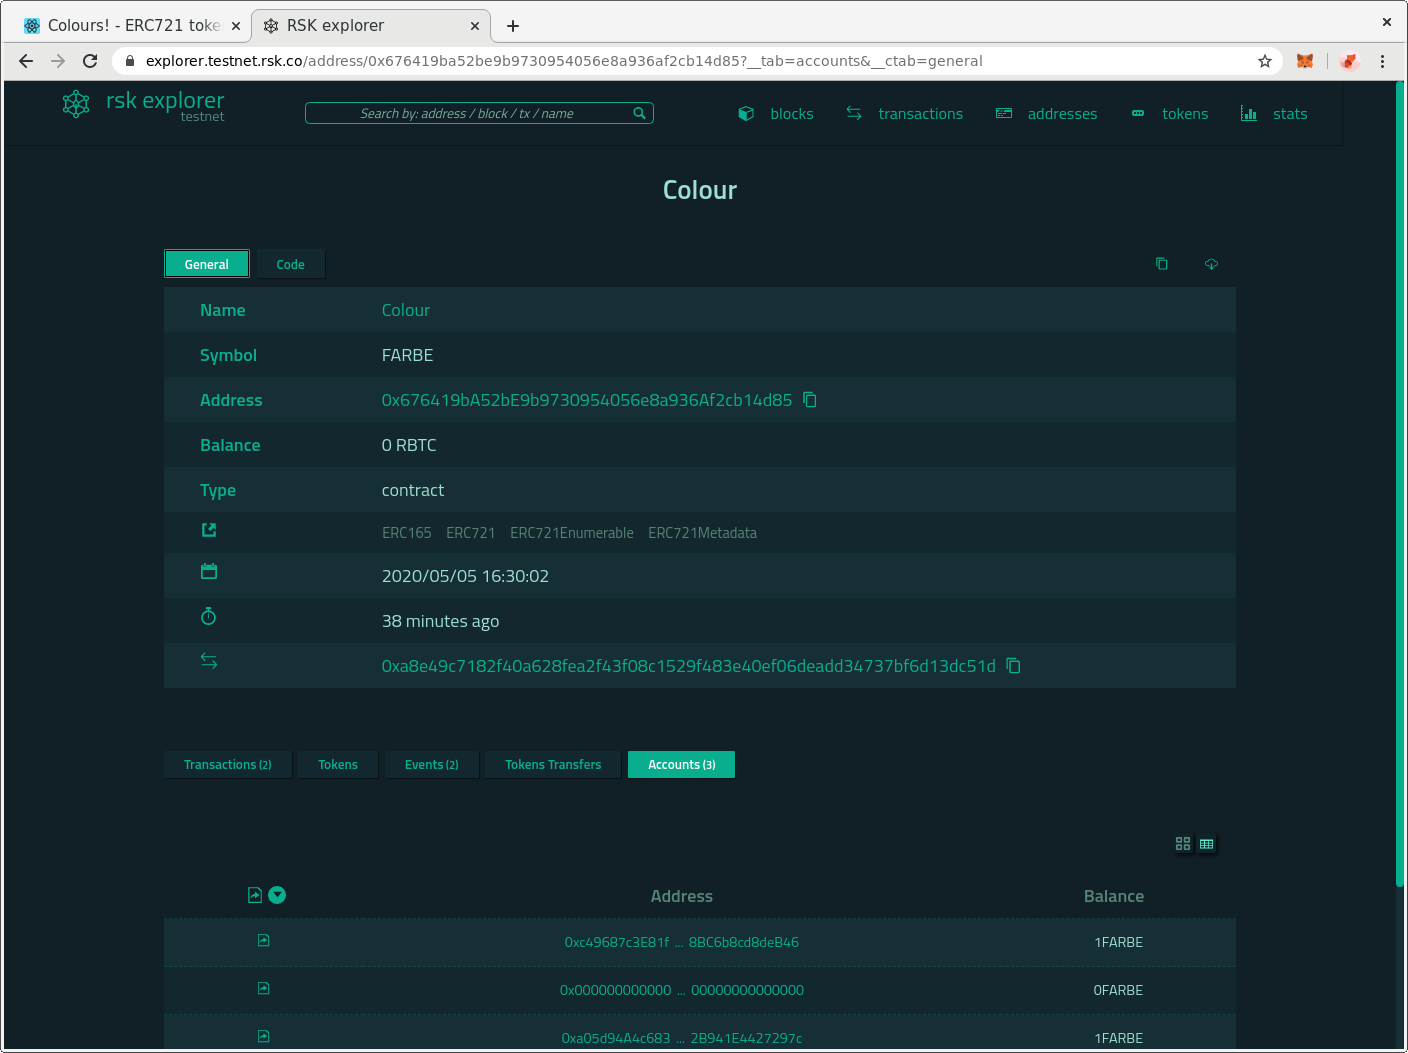 Colours! - ERC721 toke
RSK explorer
explorer.testnet.rsk.co/address/0x676419ba52be9b9730954056e8a936af2cb14d85?__tab=accounts&__ctab=general
rsk explorer
testnet
Search by: address / block / tx / name
blocks
transactions
addresses
tokens
stats
Colour
General
Code
Name Colour
Symbol FARBE
Address 0x676419bA52bE9b9730954056e8a936Af2cb14d85
Balance 0 RBTC
Type contract
ERC165 ERC721 ERC721Enumerable ERC721Metadata
2020/05/05 16:30:02
38 minutes ago
0xa8e49c7182f40a628fea2f43f08c1529f483e40ef06deadd34737bf6d13dc51d
Transactions (2) Tokens Events (2) Tokens Transfers Accounts (3)
Address Balance
0xc49687c3E81f ... 8BC6b8cd8deB46 1FARBE
0x000000000000 ... 00000000000000 0FARBE
0xa05d94A4c683 ... 2B941E4427297c 1FARBE